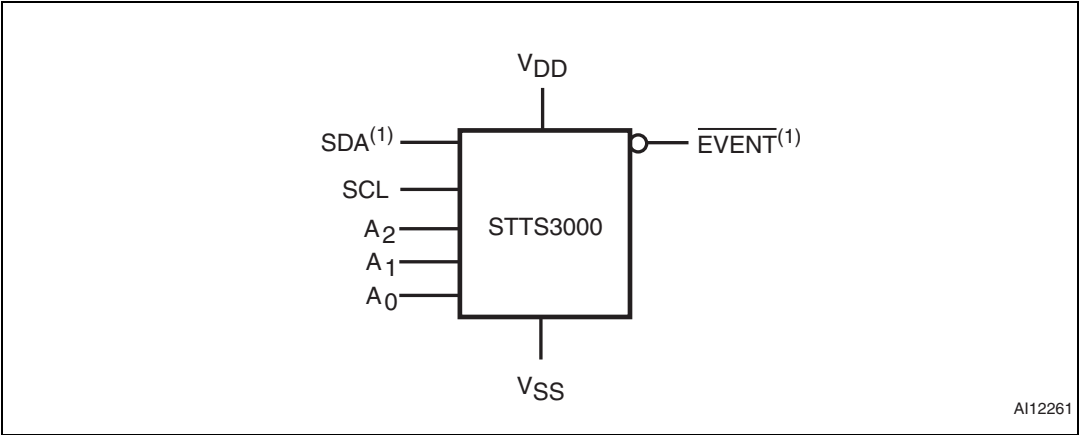 VDD
SDA(1)
EVENT(1)
SCL
A2
STTS3000
A1
A0
VSS
AI12261